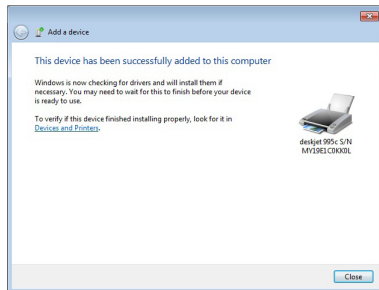 Add a device
This device has been successfully added to this computer
Windows is now checking for drivers and will install them if
necessary. You may need to wait for this to finish before your device
is ready to use.
To verify if this device finished installing properly, look for it in
Devices and Printers.
deskjet 995c S/N
MY19E1C0KK0L
Close